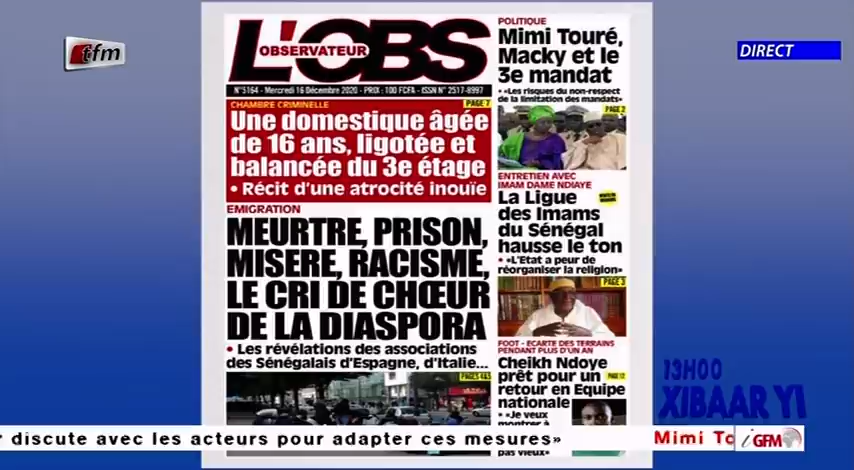 tfm
DIRECT
L'OBS
OBSERVATEUR
N°5164 - Mercredi 16 Décembre 2020 - PRIX : 100 FCFA - ISSN N° 2517-8997
CHAMBRE CRIMINELLE
PAGE 7
Une domestique âgée
de 16 ans, ligotée et
balancée du 3e étage
• Récit d'une atrocité inouïe
EMIGRATION
MEURTRE, PRISON,
MISERE, RACISME,
LE CRI DE CHŒUR
DE LA DIASPORA
• Les révélations des associations
des Sénégalais d'Espagne, d'Italie...
PAGES 4&5
POLITIQUE
Mimi Touré,
Macky et le
3e mandat
• «Les risques du non-respect
de la limitation des mandats»
PAGE 2
ENTRETIEN AVEC
IMAM DAME NDIAYE
La Ligue
des Imams
du Sénégal
hausse le ton
• «L'Etat a peur de
réorganiser la religion»
PAGE 3
FOOT - ECARTE DES TERRAINS
PENDANT PLUS D'UN AN
Cheikh Ndoye
prêt pour un
PAGE 12
retour en Equipe
nationale
• «Je veux
montrer à
pas vieux»
13H00
XIBAAR YI
r discute avec les acteurs pour adapter ces mesures»
Mimi To
iGFM